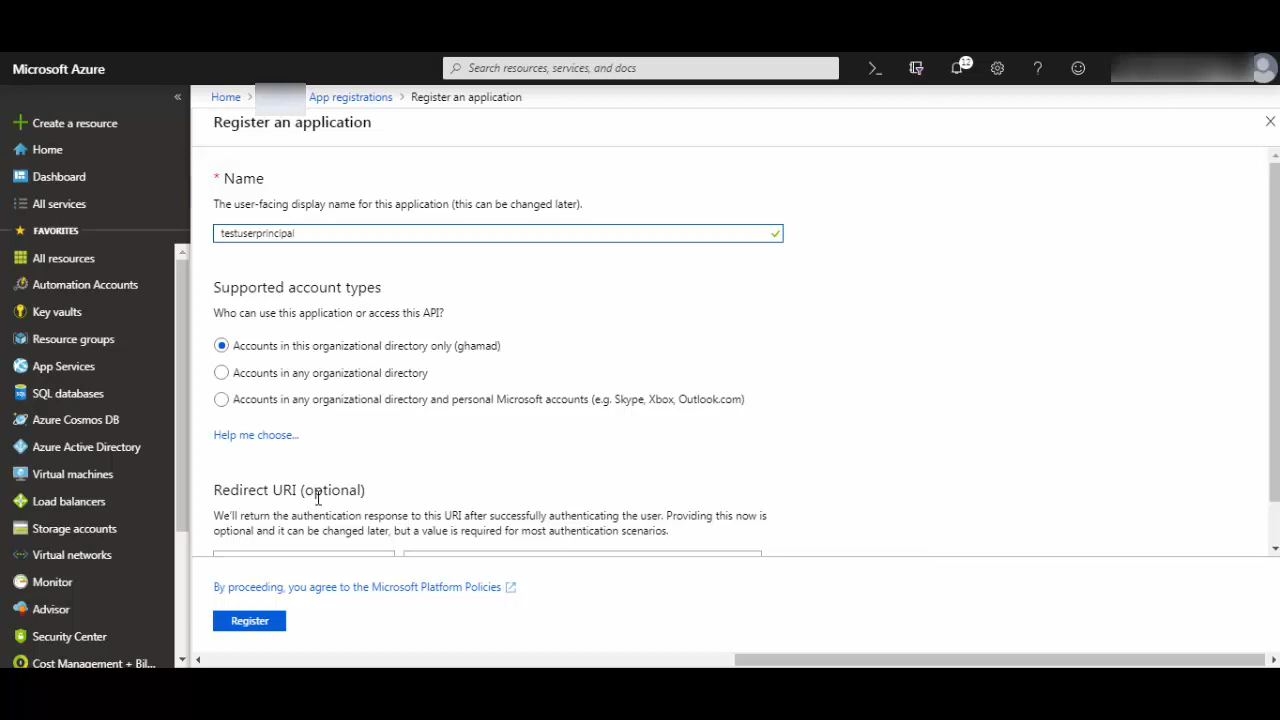 Microsoft Azure
Search resources, services, and docs
12
Home > App registrations > Register an application
Register an application
Create a resource
Home
Dashboard
All services
FAVORITES
All resources
Automation Accounts
Key vaults
Resource groups
App Services
SQL databases
Azure Cosmos DB
Azure Active Directory
Virtual machines
Load balancers
Storage accounts
Virtual networks
Monitor
Advisor
Security Center
Cost Management + Bil...
* Name
The user-facing display name for this application (this can be changed later).
testuserprincipal
Supported account types
Who can use this application or access this API?
Accounts in this organizational directory only (ghamad)
Accounts in any organizational directory
Accounts in any organizational directory and personal Microsoft accounts (e.g. Skype, Xbox, Outlook.com)
Help me choose...
Redirect URI (optional)
We'll return the authentication response to this URI after successfully authenticating the user. Providing this now is
optional and it can be changed later, but a value is required for most authentication scenarios.
By proceeding, you agree to the Microsoft Platform Policies
Register